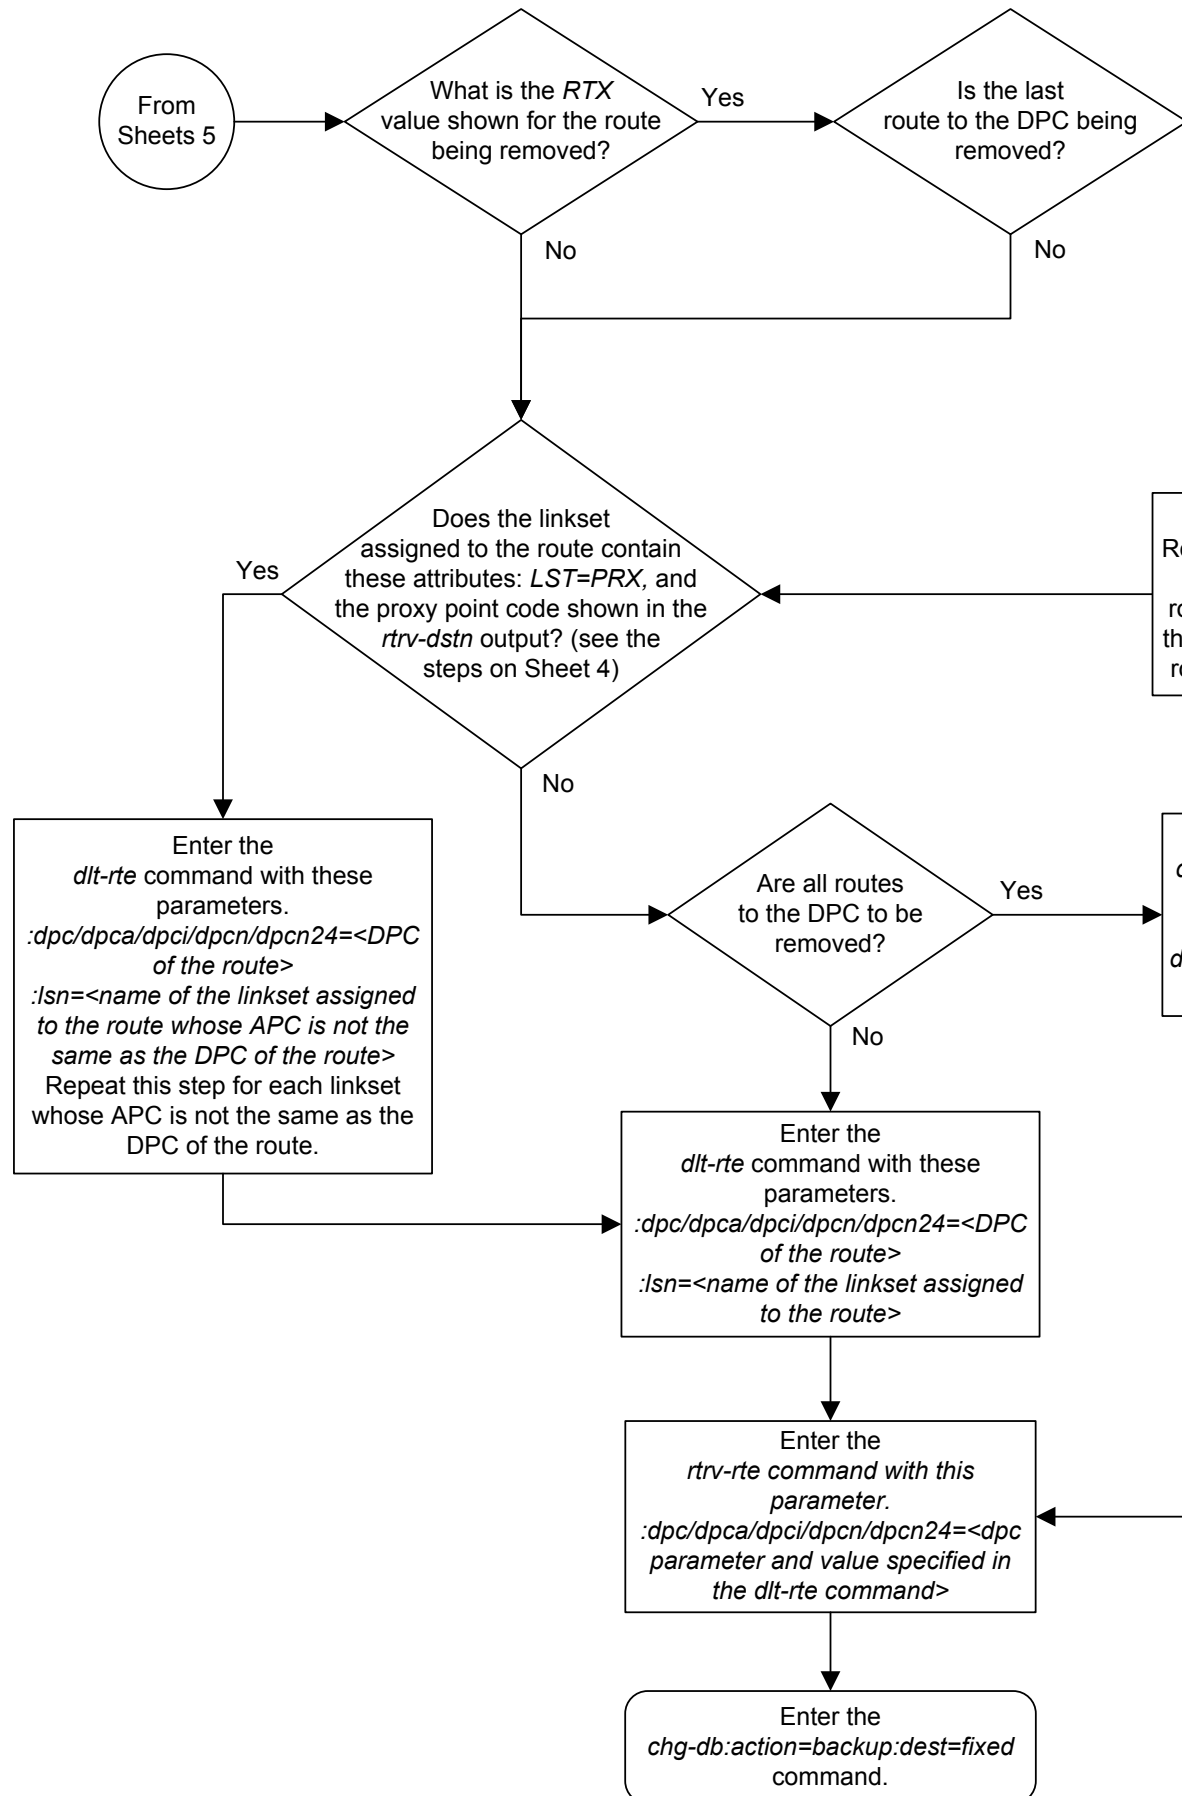 From
Sheets 5
What is the RTX
value shown for the route
being removed?
Yes
Is the last
route to the DPC being
removed?
No
No
Does the linkset
assigned to the route contain
these attributes: LST=PRX, and
the proxy point code shown in the
rtrv-dstn output? (see the
steps on Sheet 4)
Yes
No
Enter the
dlt-rte command with these
parameters.
:dpc/dpca/dpci/dpcn/dpcn24=<DPC
of the route>
:lsn=<name of the linkset assigned
to the route whose APC is not the
same as the DPC of the route>
Repeat this step for each linkset
whose APC is not the same as the
DPC of the route.
Are all routes
to the DPC to be
removed?
Yes
No
Enter the
dlt-rte command with these
parameters.
:dpc/dpca/dpci/dpcn/dpcn24=<DPC
of the route>
:lsn=<name of the linkset assigned
to the route>
Enter the
rtrv-rte command with this
parameter.
:dpc/dpca/dpci/dpcn/dpcn24=<dpc
parameter and value specified in
the dlt-rte command>
Enter the
chg-db:action=backup:dest=fixed
command.